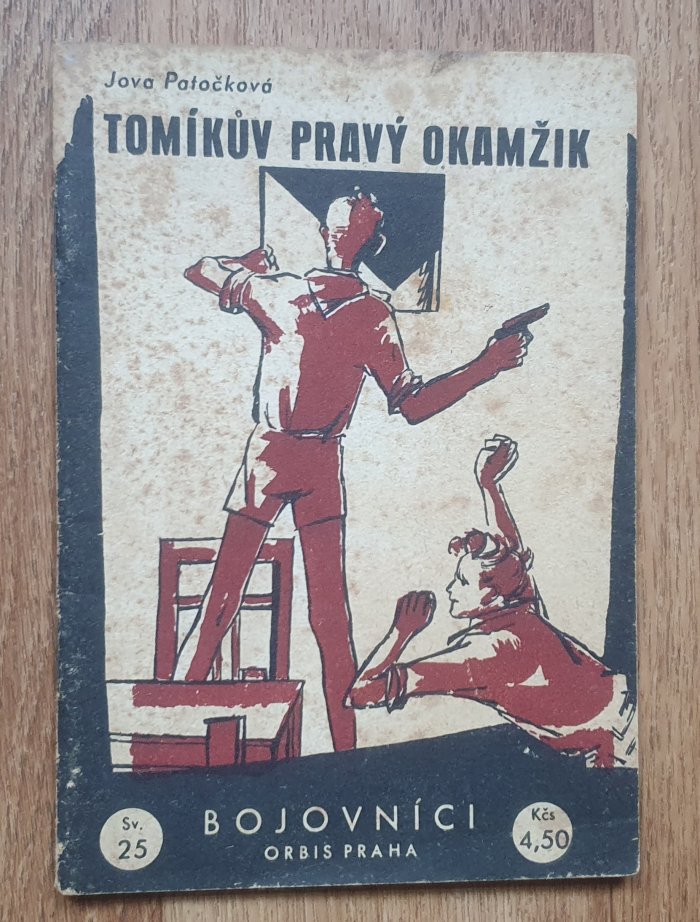 Jova Patočková
TOMÍKŮV PRAVÝ OKAMŽIK
Sv.
25
BOJOVNÍCI
ORBIS PRAHA
Kčs
4,50